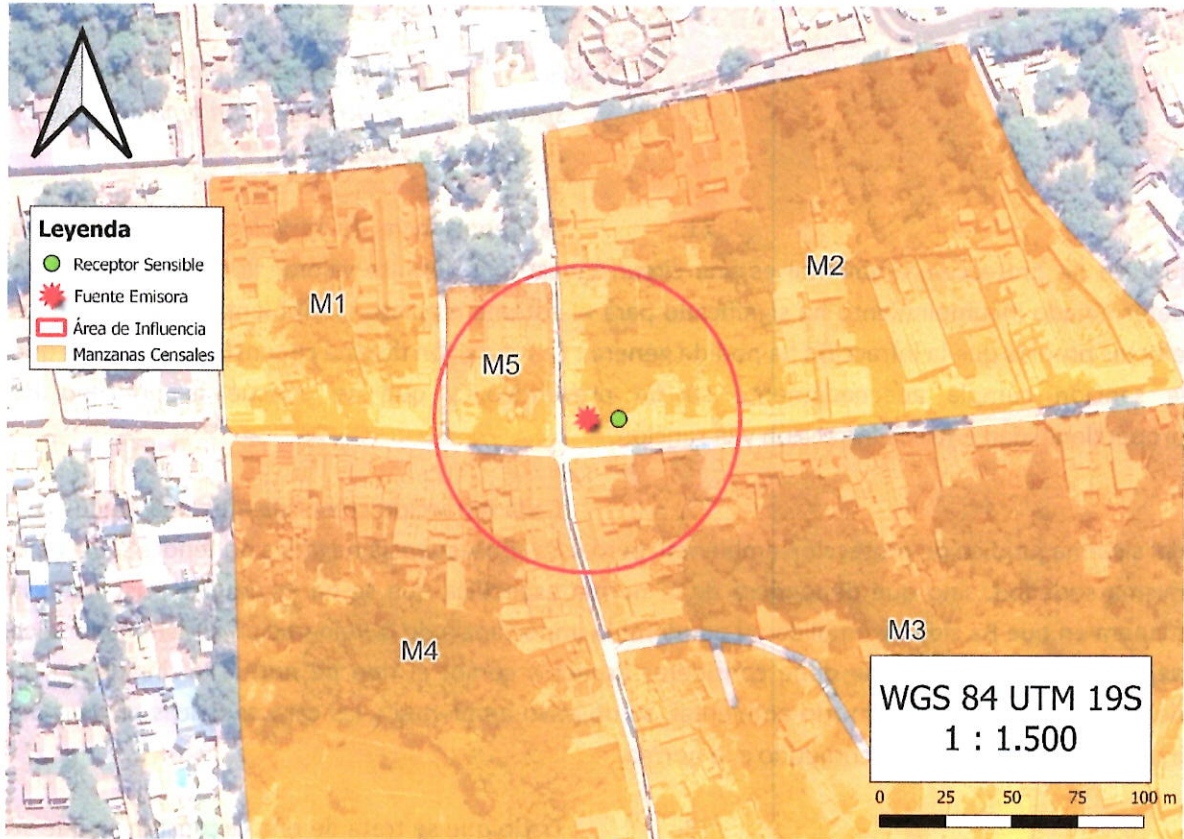 Leyenda
Receptor Sensible
Fuente Emisora
Área de Influencia
Manzanas Censales
M1
M2
M5
M3
M4
WGS 84 UTM 19S
1 : 1.500
0 25 50 75 100 m